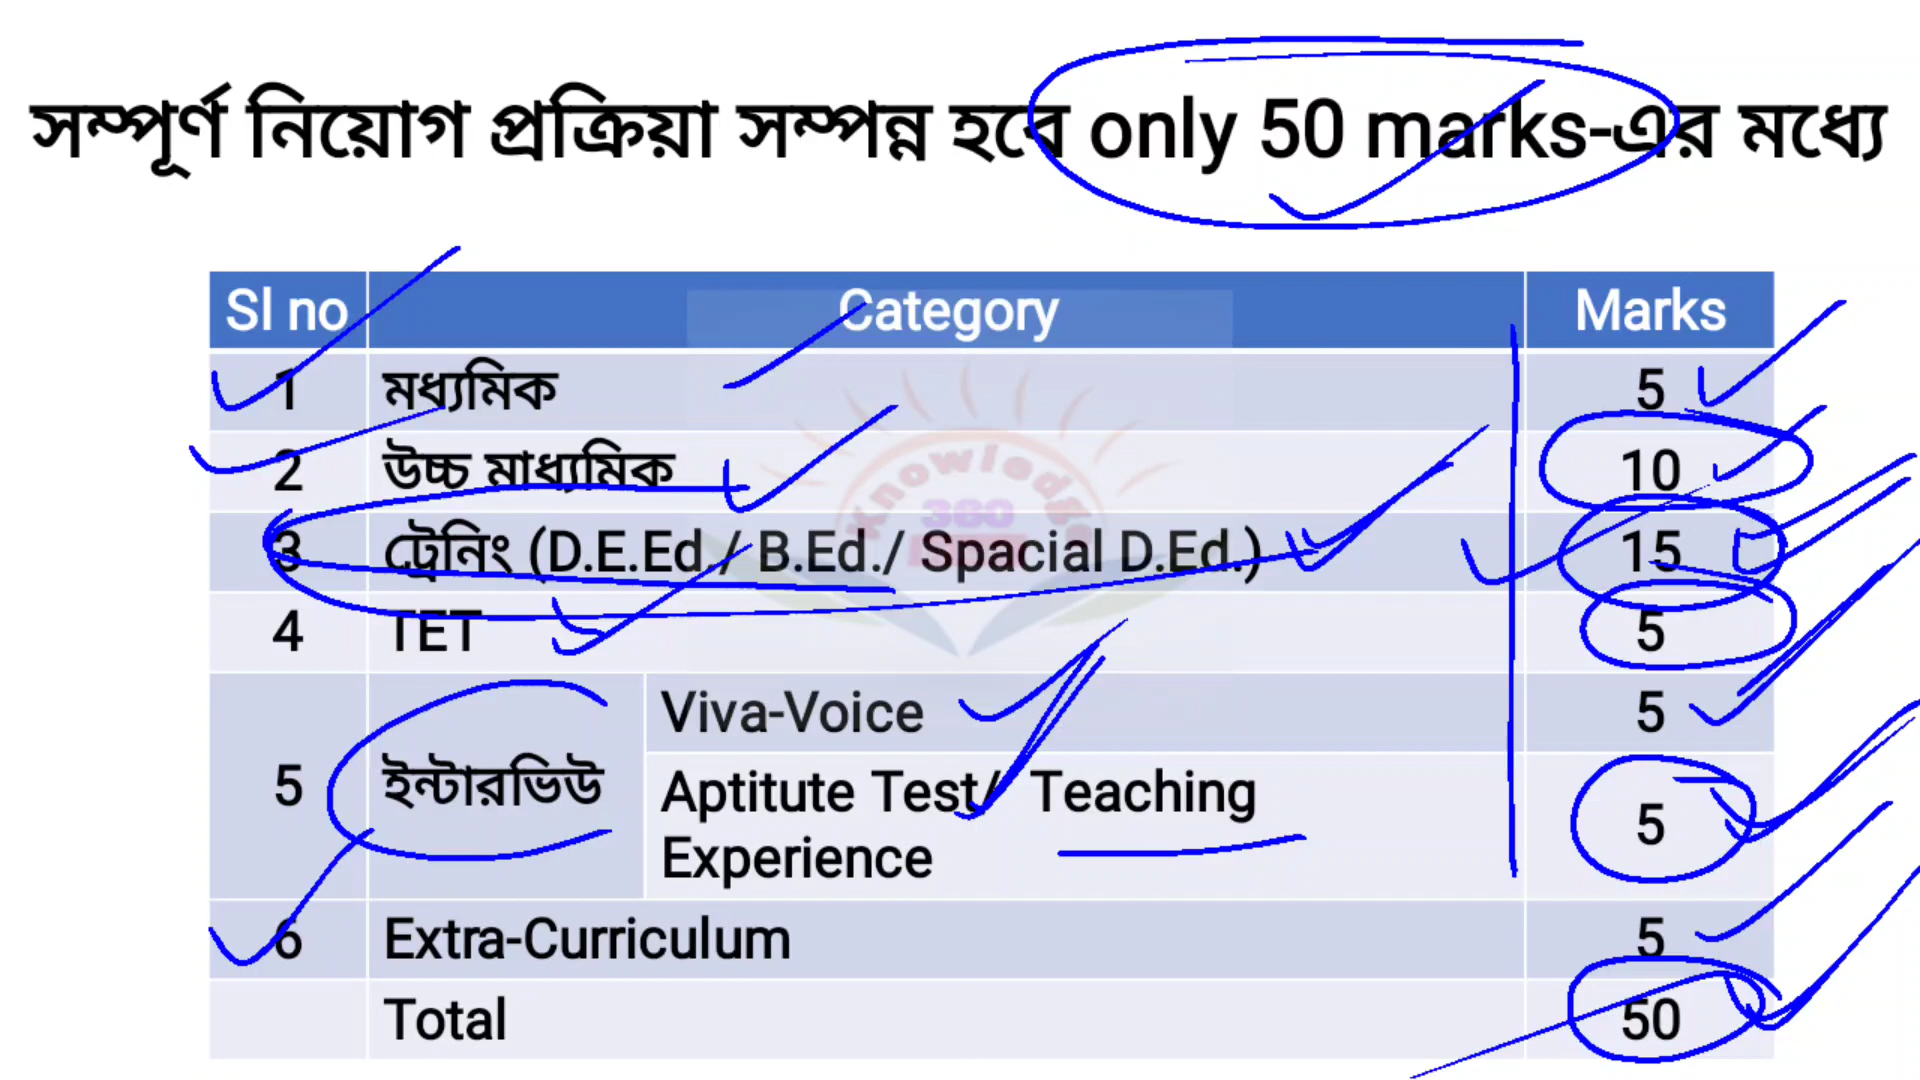 সম্পূর্ণ নিয়োগ প্রক্রিয়া সম্পন্ন হবে only 50 marks-এর মধ্যে
Sl no Category Marks
1 মধ্যমিক 5
2 উচ্চ মাধ্যমিক 10
3 ট্রেনিং (D.E.Ed./ B.Ed./ Spacial D.Ed.) 15
4 TET 5
5 ইন্টারভিউ Viva-Voice 5
Aptitute Test/ Teaching
Experience 5
6 Extra-Curriculum 5
Total 50
Knowledge
360